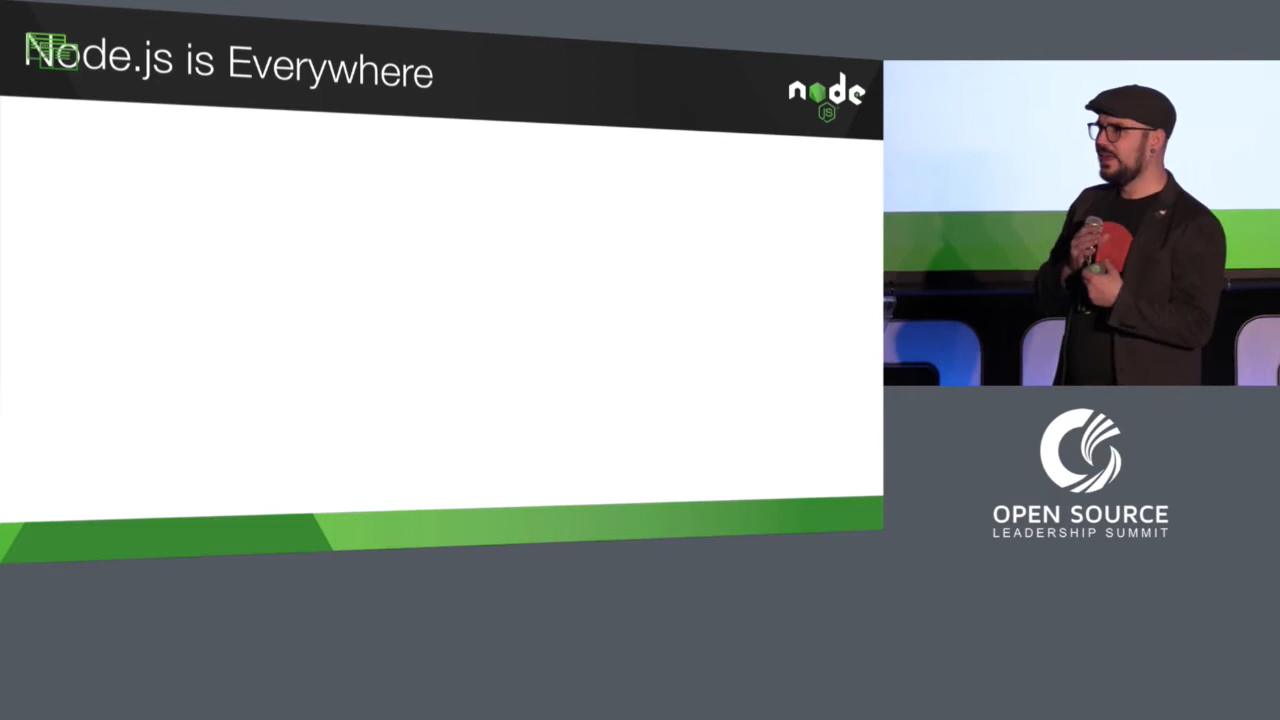 Node.js is Everywhere
node
JS
OPEN SOURCE
LEADERSHIP SUMMIT